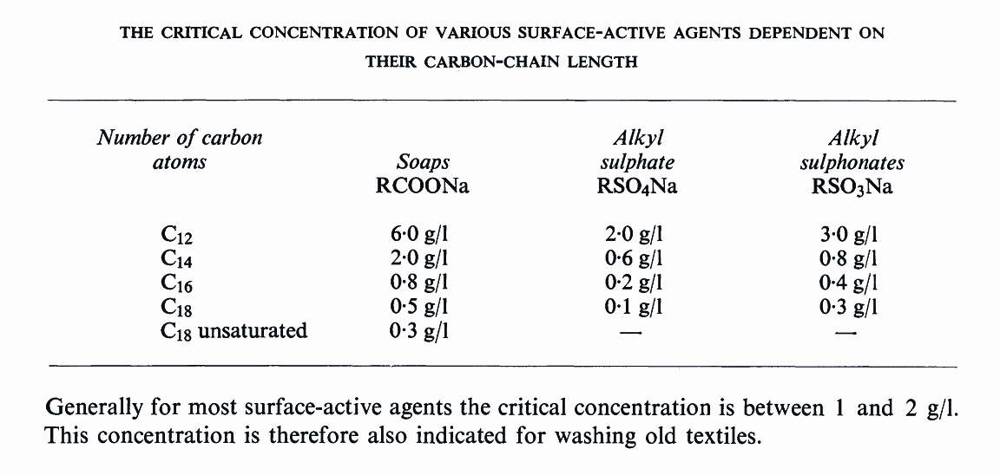 THE CRITICAL CONCENTRATION OF VARIOUS SURFACE-ACTIVE AGENTS DEPENDENT ON
THEIR CARBON-CHAIN LENGTH
Number of carbon Alkyl Alkyl
atoms Soaps sulphate sulphonates
RCOONa RSO4Na RSO3Na
C12 6·0 g/l 2·0 g/l 3·0 g/l
C14 2·0 g/l 0·6 g/l 0·8 g/l
C16 0·8 g/l 0·2 g/l 0·4 g/l
C18 0·5 g/l 0·1 g/l 0·3 g/l
C18 unsaturated 0·3 g/l — —
Generally for most surface-active agents the critical concentration is between 1 and 2 g/l.
This concentration is therefore also indicated for washing old textiles.